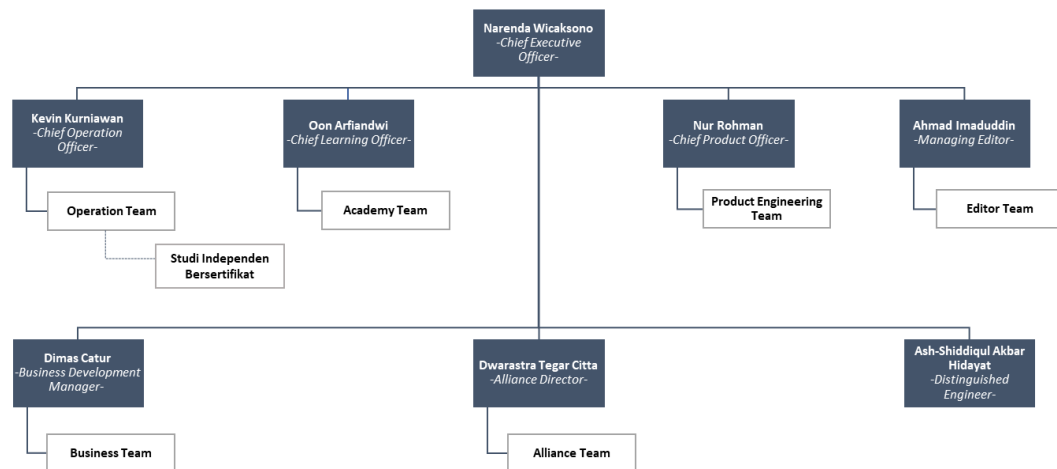 Narenda Wicaksono
-Chief Executive
Officer-
Kevin Kurniawan
-Chief Operation
Officer-
Oon Arfiandwi
-Chief Learning Officer-
Nur Rohman
-Chief Product Officer-
Ahmad Imaduddin
-Managing Editor-
Operation Team
Academy Team
Product Engineering
Team
Editor Team
Studi Independen
Bersertifikat
Dimas Catur
-Business Development
Manager-
Dwarastra Tegar Citta
-Alliance Director-
Ash-Shiddiqul Akbar
Hidayat
-Distinguished
Engineer-
Business Team
Alliance Team